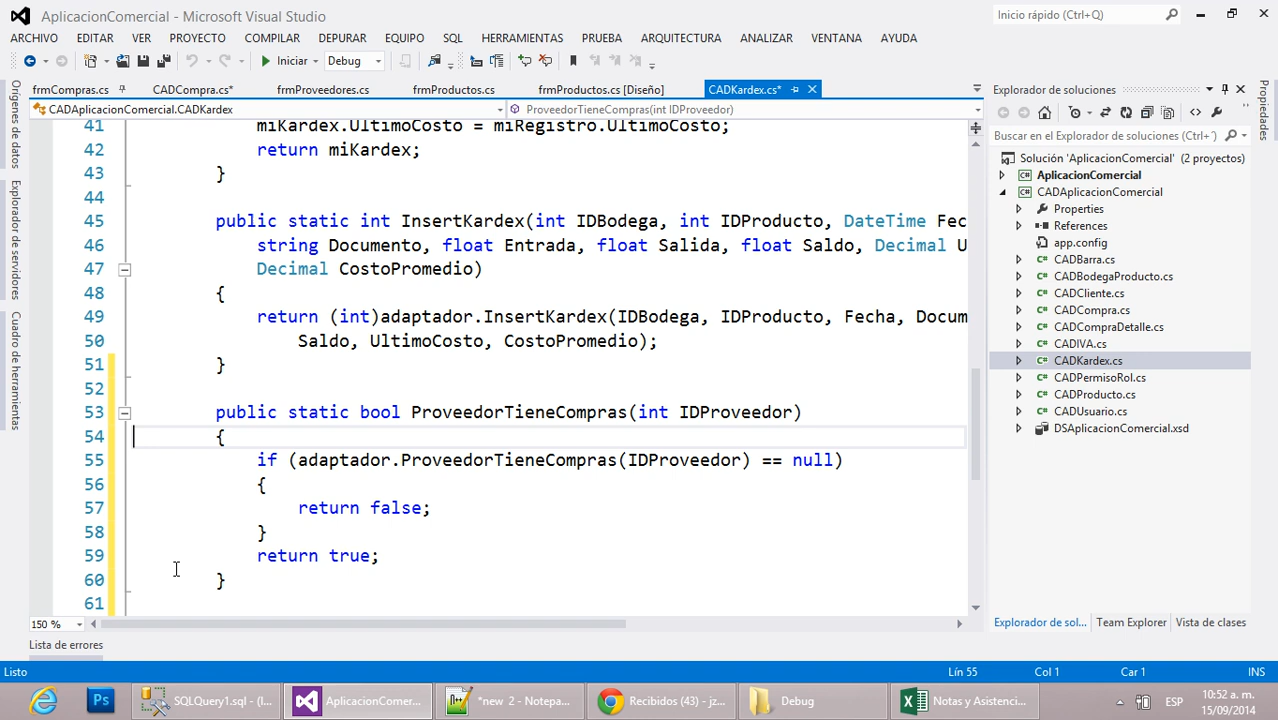 AplicacionComercial - Microsoft Visual Studio
Inicio rápido (Ctrl+Q)
ARCHIVO EDITAR VER PROYECTO COMPILAR DEPURAR EQUIPO SQL HERRAMIENTAS PRUEBA ARQUITECTURA ANALIZAR VENTANA AYUDA
Iniciar Debug
frmCompras.cs CADCompra.cs* frmProveedores.cs frmProductos.cs frmProductos.cs [Diseño] CADKardex.cs*
CADAplicacionComercial.CADKardex ProveedorTieneCompras(int IDProveedor)
41 miKardex.UltimoCosto = miRegistro.UltimoCosto;
42 return miKardex;
43 }
44
45 public static int InsertKardex(int IDBodega, int IDProducto, DateTime Fec
46 string Documento, float Entrada, float Salida, float Saldo, Decimal U
47 Decimal CostoPromedio)
48 {
49 return (int)adaptador.InsertKardex(IDBodega, IDProducto, Fecha, Docum
50 Saldo, UltimoCosto, CostoPromedio);
51 }
52
53 public static bool ProveedorTieneCompras(int IDProveedor)
54 {
55 if (adaptador.ProveedorTieneCompras(IDProveedor) == null)
56 {
57 return false;
58 }
59 return true;
60 }
61
150 %
Lista de errores
Orígenes de datos
Explorador de servidores
Cuadro de herramientas
Explorador de soluciones
Buscar en el Explorador de soluciones (Ctrl+')
Solución 'AplicacionComercial' (2 proyectos)
AplicacionComercial
CADAplicacionComercial
Properties
References
app.config
CADBarra.cs
CADBodegaProducto.cs
CADCliente.cs
CADCompra.cs
CADCompraDetalle.cs
CADIVA.cs
CADKardex.cs
CADPermisoRol.cs
CADProducto.cs
CADUsuario.cs
DSAplicacionComercial.xsd
Explorador de sol... Team Explorer Vista de clases
Propiedades
Listo Lín 55 Col 1 Car 1 INS
Ps SQLQuery1.sql - (l... AplicacionComer... *new 2 - Notepa... Recibidos (43) - jz... Debug Notas y Asistenci... ESP 10:52 a. m.
15/09/2014